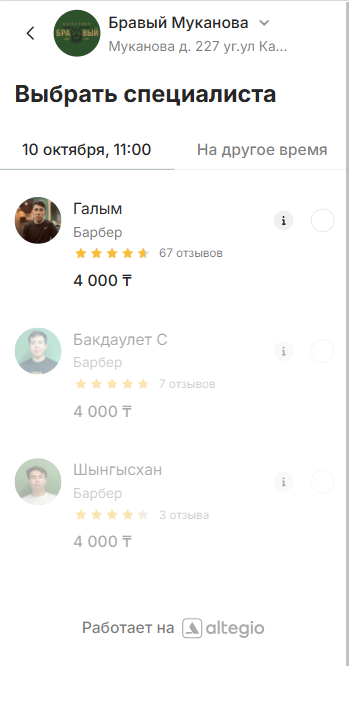 БРАВЫЙ
Бравый Муканова
Муканова д. 227 уг.ул Ка...
Выбрать специалиста
10 октября, 11:00
На другое время
Галым
Барбер
67 отзывов
4 000 ₸
Бакдаулет С
Барбер
7 отзывов
4 000 ₸
Шынгысхан
Барбер
3 отзыва
4 000 ₸
Работает на altegio